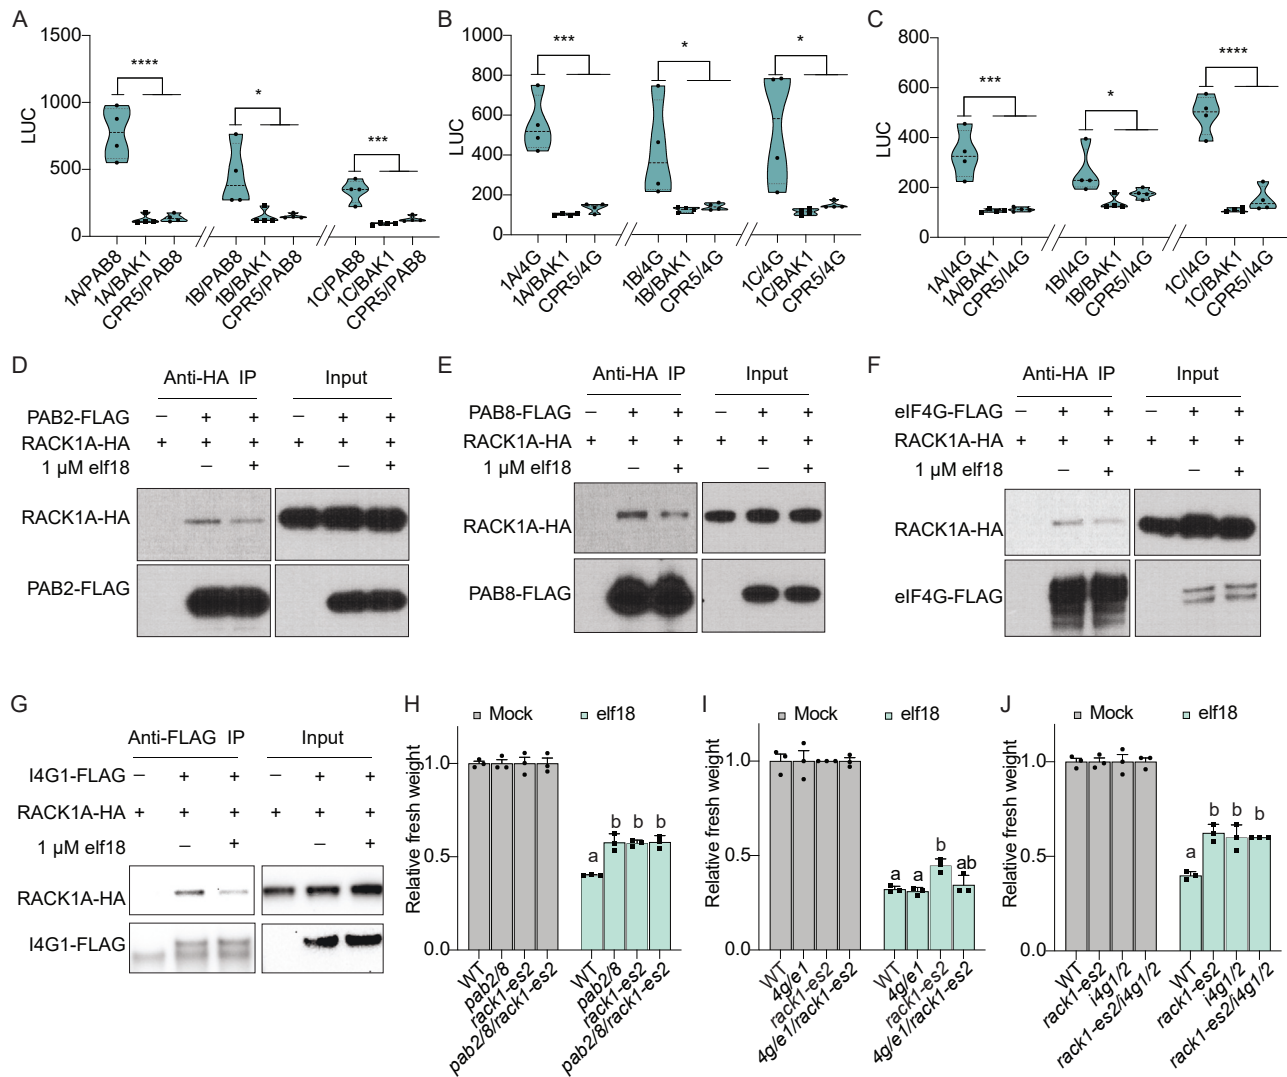 A
1500
1000
500
0
LUC
****
*
***
1A/PAB8
1A/BAK1
CPR5/PAB8
1B/PAB8
1B/BAK1
CPR5/PAB8
1C/PAB8
1C/BAK1
CPR5/PAB8
B
1000
800
600
400
200
0
LUC
***
*
*
1A/4G
1A/BAK1
CPR5/4G
1B/4G
1B/BAK1
CPR5/4G
1C/4G
1C/BAK1
CPR5/4G
C
800
600
400
200
0
LUC
***
*
****
1A/I4G
1A/BAK1
CPR5/I4G
1B/I4G
1B/BAK1
CPR5/I4G
1C/I4G
1C/BAK1
CPR5/I4G
D
Anti-HA IP Input
PAB2-FLAG − + + − + +
RACK1A-HA + + + + + +
1 µM elf18 − + − +
RACK1A-HA
PAB2-FLAG
E
Anti-HA IP Input
PAB8-FLAG − + + − + +
RACK1A-HA + + + + + +
1 µM elf18 − + − +
RACK1A-HA
PAB8-FLAG
F
Anti-HA IP Input
eIF4G-FLAG − + + − + +
RACK1A-HA + + + + + +
1 µM elf18 − + − +
RACK1A-HA
eIF4G-FLAG
G
Anti-FLAG IP Input
I4G1-FLAG − + + − + +
RACK1A-HA + + + + + +
1 µM elf18 − + − +
RACK1A-HA
I4G1-FLAG
H
Mock elf18
Relative fresh weight
1.0
0.5
0.0
a b b b
WT
pab2/8
rack1-es2
pab2/8/rack1-es2
WT
pab2/8
rack1-es2
pab2/8/rack1-es2
I
Mock elf18
Relative fresh weight
1.0
0.5
0.0
a a b ab
WT
4g/e1
rack1-es2
4g/e1/rack1-es2
WT
4g/e1
rack1-es2
4g/e1/rack1-es2
J
Mock elf18
Relative fresh weight
1.0
0.5
0.0
a b b b
WT
rack1-es2
i4g1/2
rack1-es2/i4g1/2
WT
rack1-es2
i4g1/2
rack1-es2/i4g1/2